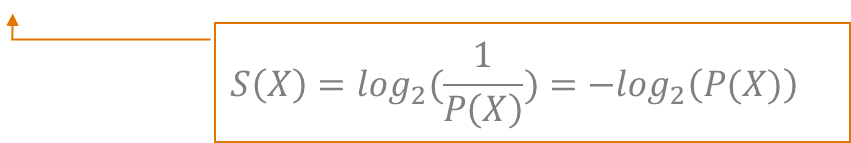 S(X) = log₂(1/P(X)) = −log₂(P(X))